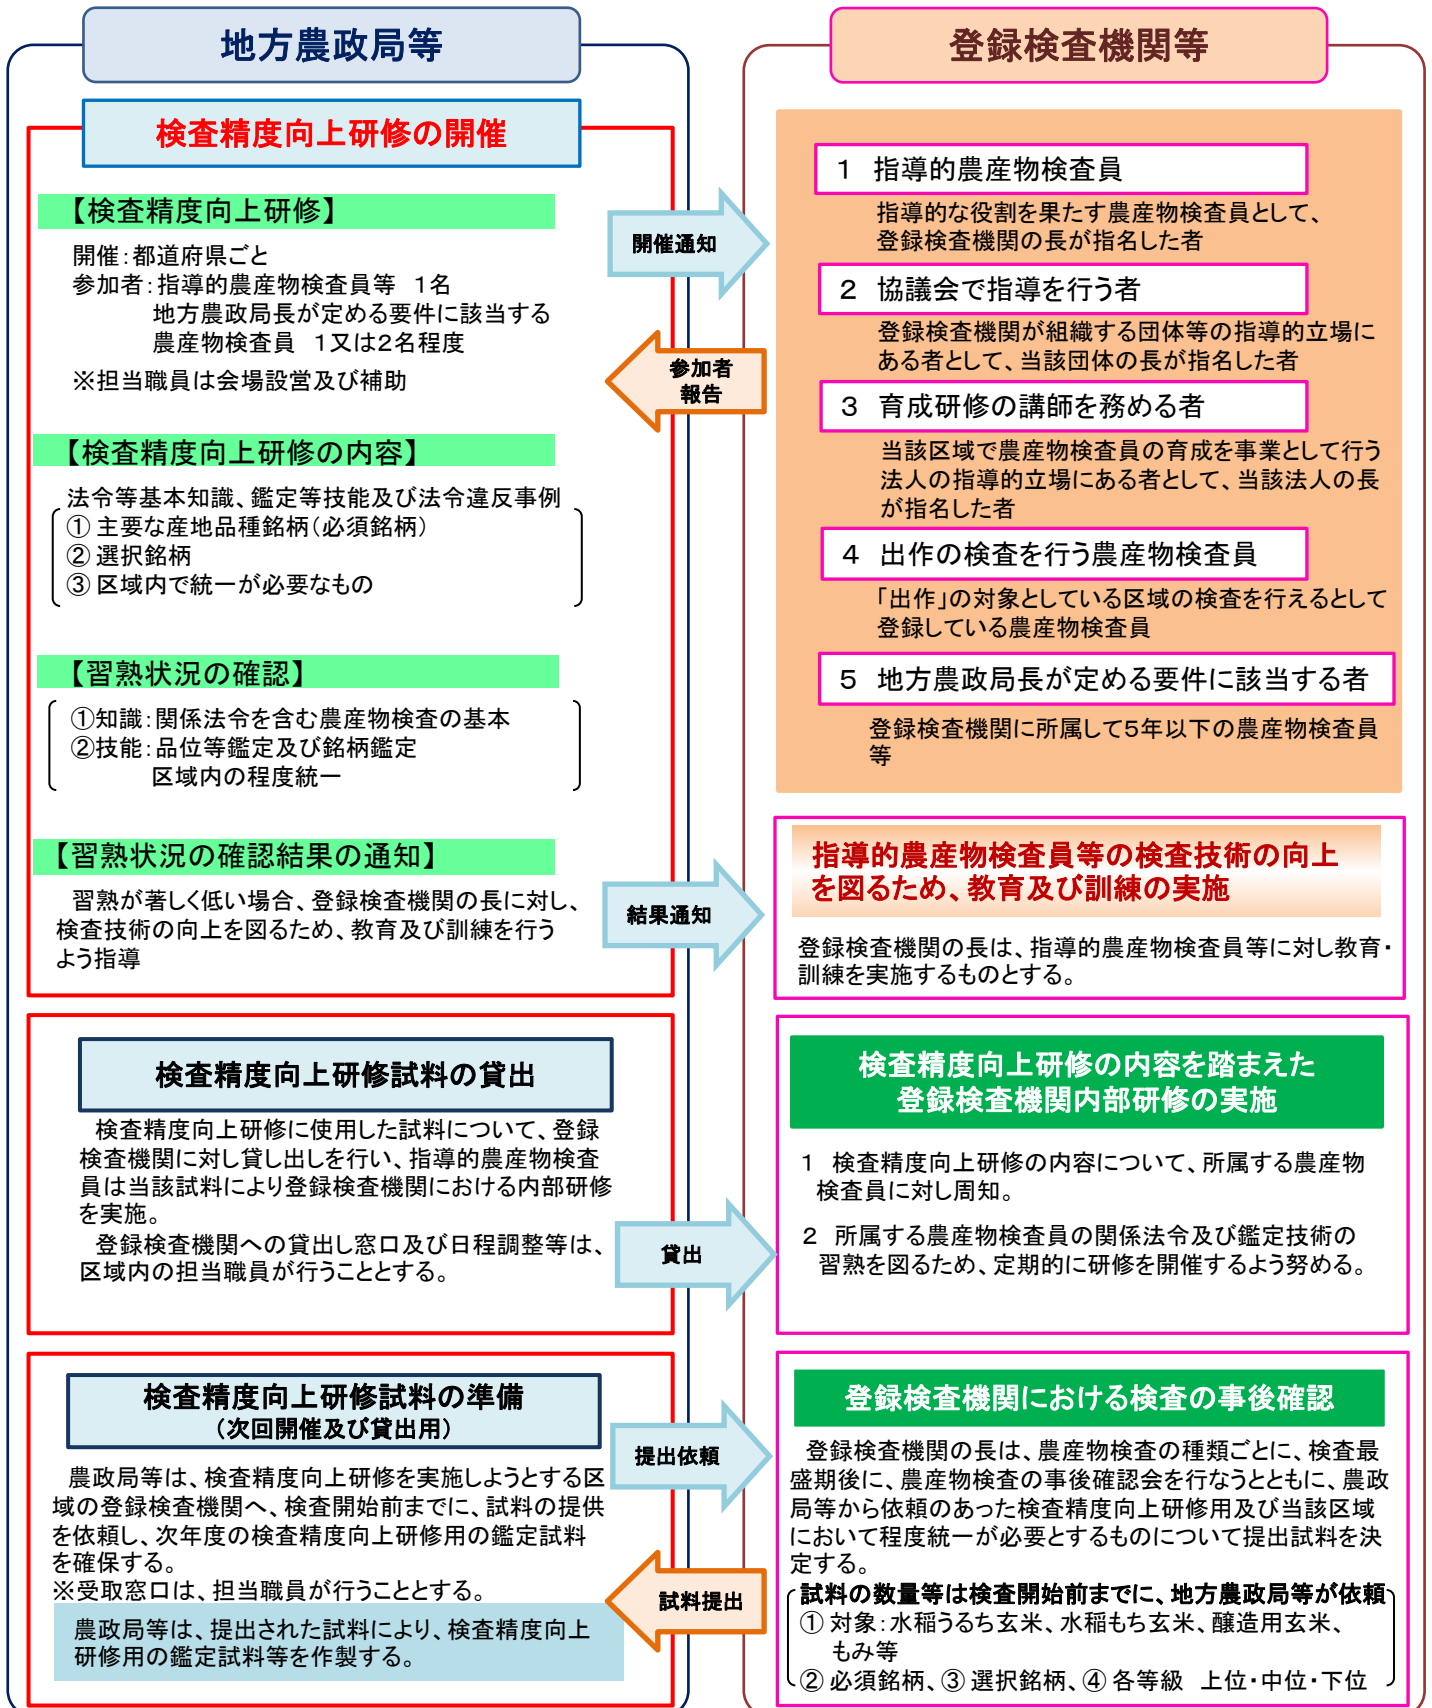 地方農政局等
検査精度向上研修の開催
【検査精度向上研修】
開催：都道府県ごと
参加者：指導的農産物検査員等　１名
地方農政局長が定める要件に該当する
農産物検査員　１又は２名程度
※担当職員は会場設営及び補助
【検査精度向上研修の内容】
法令等基本知識、鑑定等技能及び法令違反事例
① 主要な産地品種銘柄（必須銘柄）
② 選択銘柄
③ 区域内で統一が必要なもの
【習熟状況の確認】
①知識：関係法令を含む農産物検査の基本
②技能：品位等鑑定及び銘柄鑑定
区域内の程度統一
【習熟状況の確認結果の通知】
習熟が著しく低い場合、登録検査機関の長に対し、
検査技術の向上を図るため、教育及び訓練を行う
よう指導
開催通知
参加者
報告
結果通知
登録検査機関等
１　指導的農産物検査員
指導的な役割を果たす農産物検査員として、
登録検査機関の長が指名した者
２　協議会で指導を行う者
登録検査機関が組織する団体等の指導的立場に
ある者として、当該団体の長が指名した者
３　育成研修の講師を務める者
当該区域で農産物検査員の育成を事業として行う
法人の指導的立場にある者として、当該法人の長
が指名した者
４　出作の検査を行う農産物検査員
「出作」の対象としている区域の検査を行えるとして
登録している農産物検査員
５　地方農政局長が定める要件に該当する者
登録検査機関に所属して５年以下の農産物検査員
等
指導的農産物検査員等の検査技術の向上
を図るため、教育及び訓練の実施
登録検査機関の長は、指導的農産物検査員等に対し教育・
訓練を実施するものとする。
検査精度向上研修試料の貸出
検査精度向上研修に使用した試料について、登録
検査機関に対し貸し出しを行い、指導的農産物検査
員は当該試料により登録検査機関における内部研修
を実施。
登録検査機関への貸出し窓口及び日程調整等は、
区域内の担当職員が行うこととする。
貸出
検査精度向上研修の内容を踏まえた
登録検査機関内部研修の実施
１　検査精度向上研修の内容について、所属する農産物
検査員に対し周知。
２　所属する農産物検査員の関係法令及び鑑定技術の
習熟を図るため、定期的に研修を開催するよう努める。
検査精度向上研修試料の準備
（次回開催及び貸出用）
農政局等は、検査精度向上研修を実施しようとする区
域の登録検査機関へ、検査開始前までに、試料の提供
を依頼し、次年度の検査精度向上研修用の鑑定試料
を確保する。
※受取窓口は、担当職員が行うこととする。
農政局等は、提出された試料により、検査精度向上
研修用の鑑定試料等を作製する。
提出依頼
試料提出
登録検査機関における検査の事後確認
登録検査機関の長は、農産物検査の種類ごとに、検査最
盛期後に、農産物検査の事後確認会を行なうとともに、農政
局等から依頼のあった検査精度向上研修用及び当該区域
において程度統一が必要とするものについて提出試料を決
定する。
試料の数量等は検査開始前までに、地方農政局等が依頼
① 対象：水稲うるち玄米、水稲もち玄米、醸造用玄米、
もみ等
② 必須銘柄、③ 選択銘柄、④ 各等級　上位・中位・下位